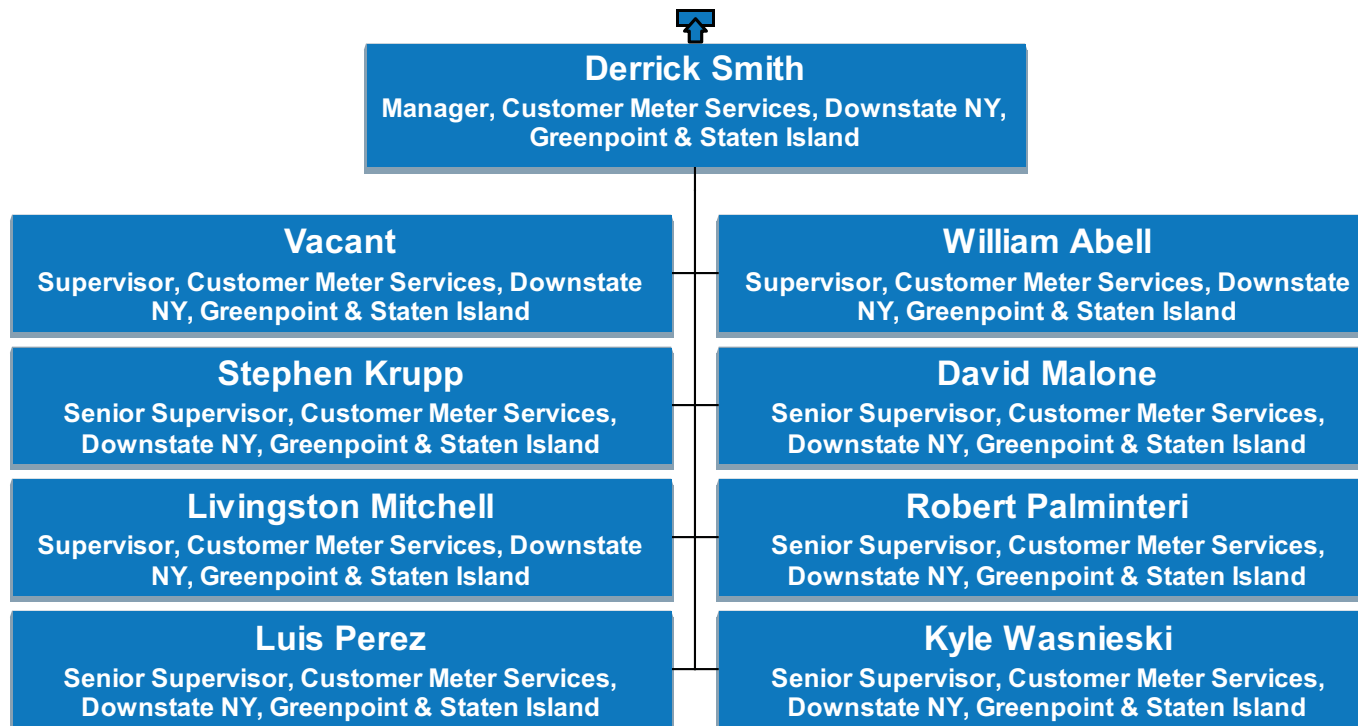 Derrick Smith
Manager, Customer Meter Services, Downstate NY,
Greenpoint & Staten Island
Vacant
Supervisor, Customer Meter Services, Downstate
NY, Greenpoint & Staten Island
William Abell
Supervisor, Customer Meter Services, Downstate
NY, Greenpoint & Staten Island
Stephen Krupp
Senior Supervisor, Customer Meter Services,
Downstate NY, Greenpoint & Staten Island
David Malone
Senior Supervisor, Customer Meter Services,
Downstate NY, Greenpoint & Staten Island
Livingston Mitchell
Supervisor, Customer Meter Services, Downstate
NY, Greenpoint & Staten Island
Robert Palminteri
Senior Supervisor, Customer Meter Services,
Downstate NY, Greenpoint & Staten Island
Luis Perez
Senior Supervisor, Customer Meter Services,
Downstate NY, Greenpoint & Staten Island
Kyle Wasnieski
Senior Supervisor, Customer Meter Services,
Downstate NY, Greenpoint & Staten Island